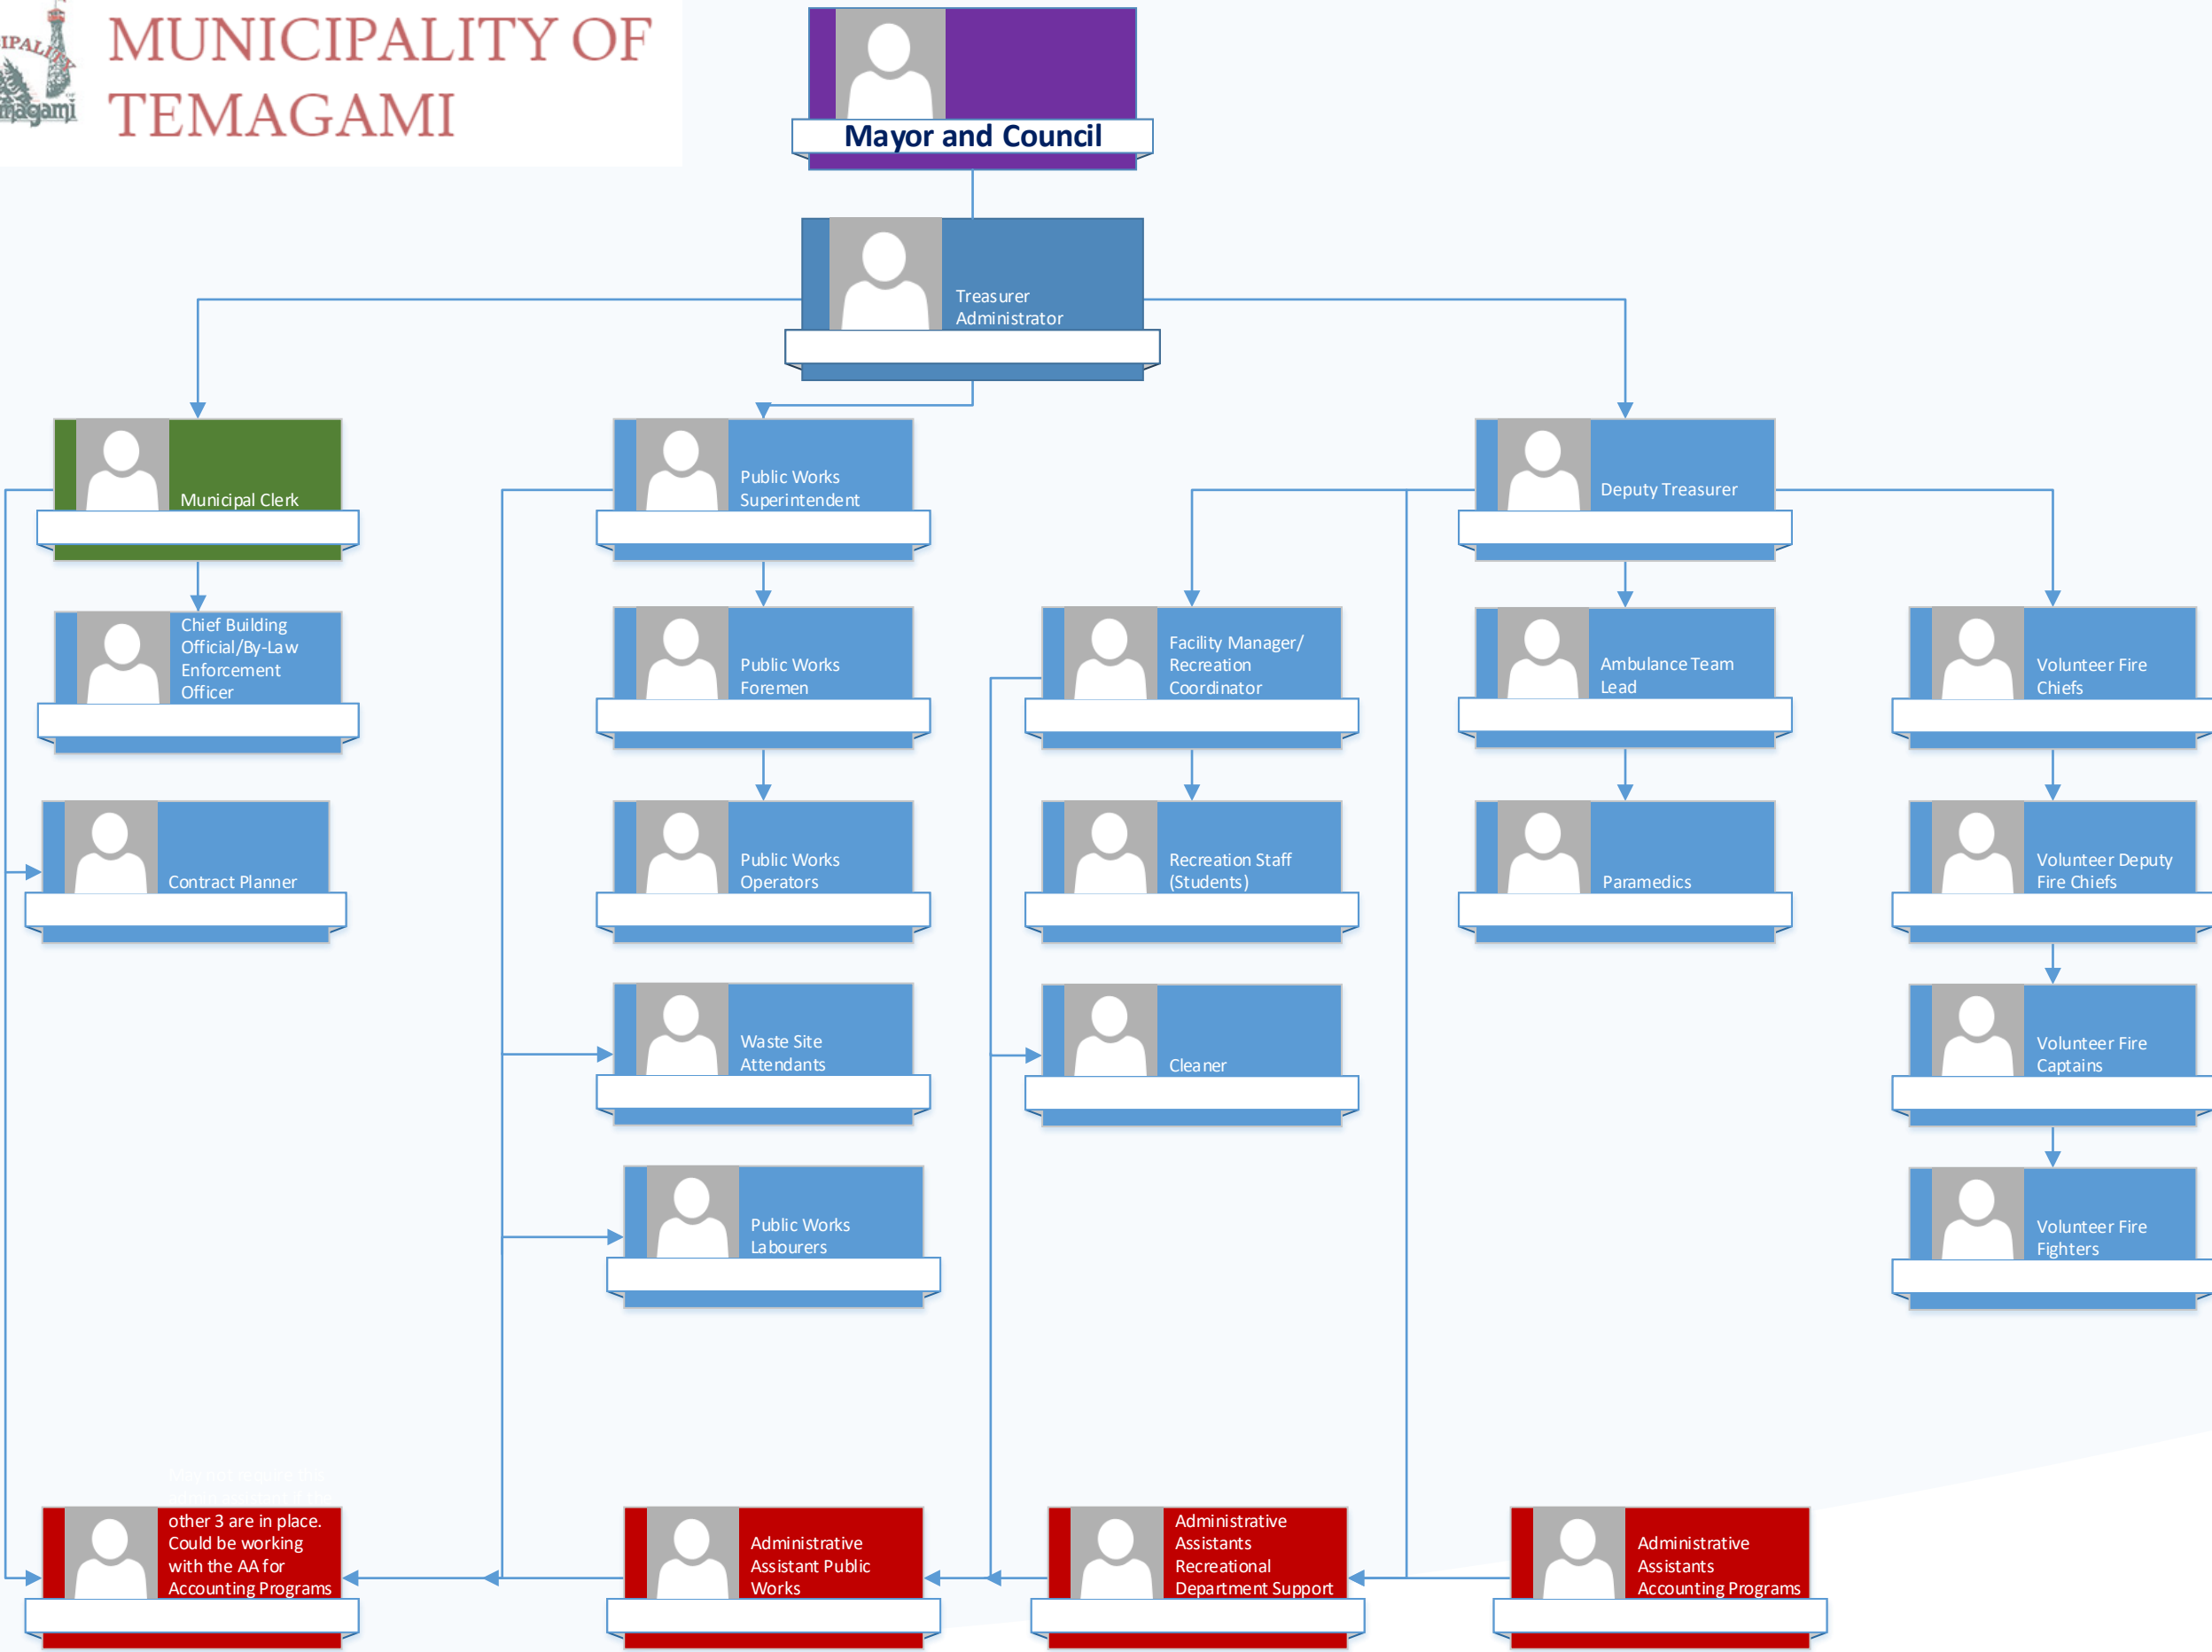 MUNICIPALITY OF
TEMAGAMI
Mayor and Council
Treasurer
Administrator
Municipal Clerk
Public Works
Superintendent
Deputy Treasurer
Chief Building
Official/By-Law
Enforcement
Officer
Public Works
Foremen
Facility Manager/
Recreation
Coordinator
Ambulance Team
Lead
Volunteer Fire
Chiefs
Contract Planner
Public Works
Operators
Recreation Staff
(Students)
Paramedics
Volunteer Deputy
Fire Chiefs
Waste Site
Attendants
Cleaner
Volunteer Fire
Captains
Public Works
Labourers
Volunteer Fire
Fighters
May not require this
other 3 are in place.
Could be working
with the AA for
Accounting Programs
Administrative
Assistant Public
Works
Administrative
Assistants
Recreational
Department Support
Administrative
Assistants
Accounting Programs